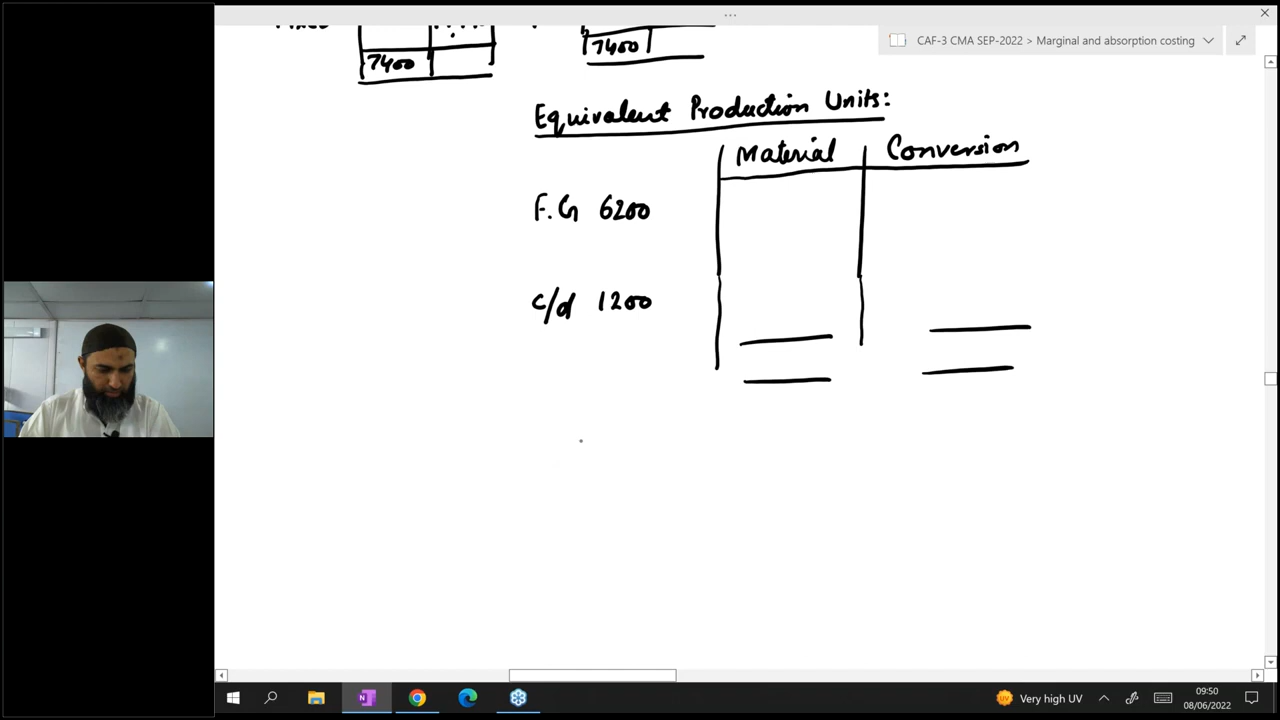 CAF-3 CMA SEP-2022 > Marginal and absorption costing
7400
7400
Equivalent Production Units:
Material Conversion
F.G 6200
c/d 1200
Very high UV
09:50
08/06/2022